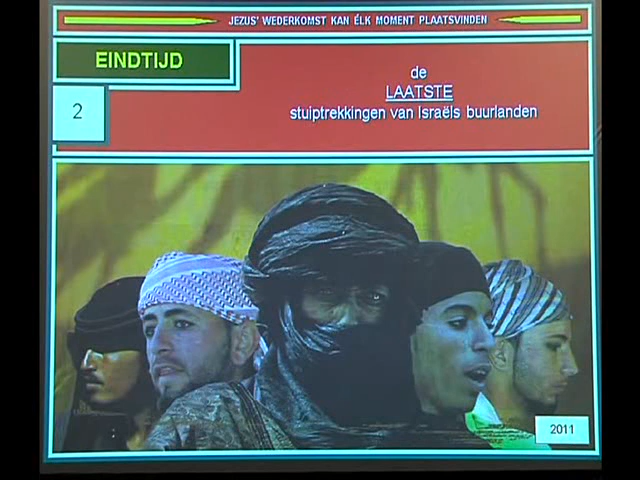 JEZUS' WEDERKOMST KAN ÉLK MOMENT PLAATSVINDEN
EINDTIJD
2
de
LAATSTE
stuiptrekkingen van Israëls buurlanden
2011